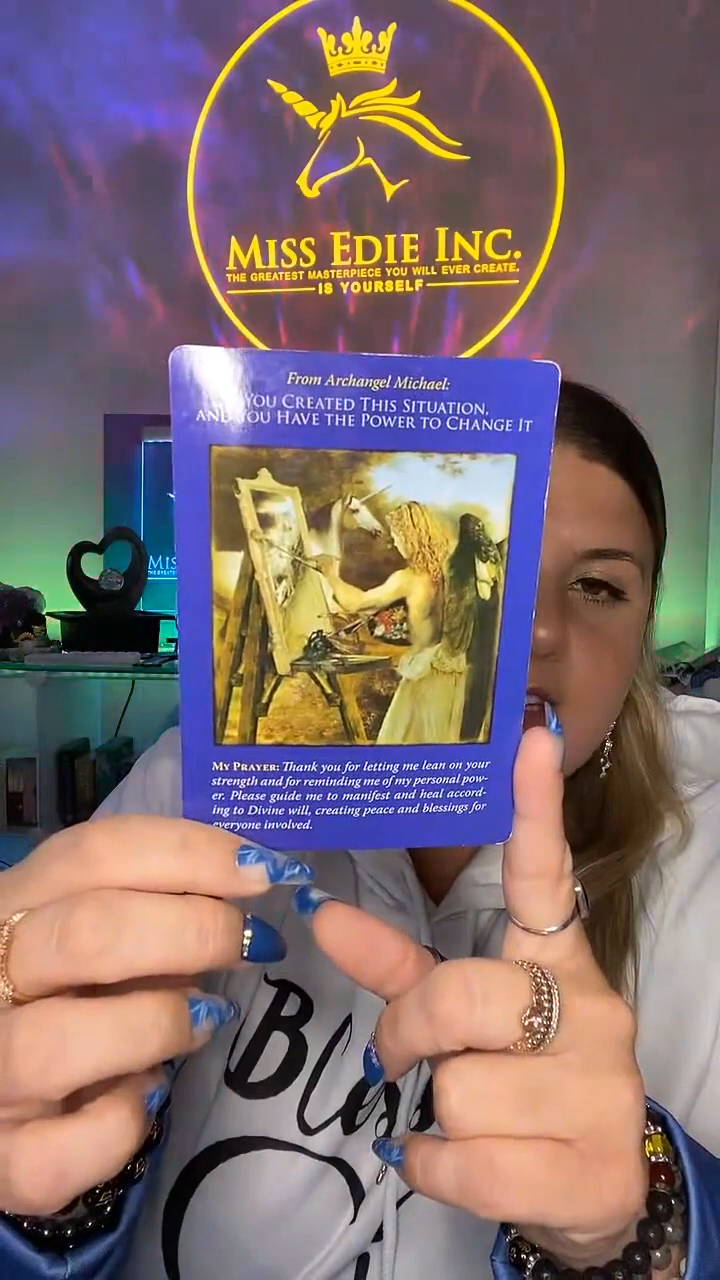 MISS EDIE INC.
THE GREATEST MASTERPIECE YOU WILL EVER CREATE.
IS YOURSELF
From Archangel Michael:
YOU CREATED THIS SITUATION,
AND YOU HAVE THE POWER TO CHANGE IT
MIS
MY PRAYER: Thank you for letting me lean on your
strength and for reminding me of my personal pow-
er. Please guide me to manifest and heal accord-
ing to Divine will, creating peace and blessings for
everyone involved.